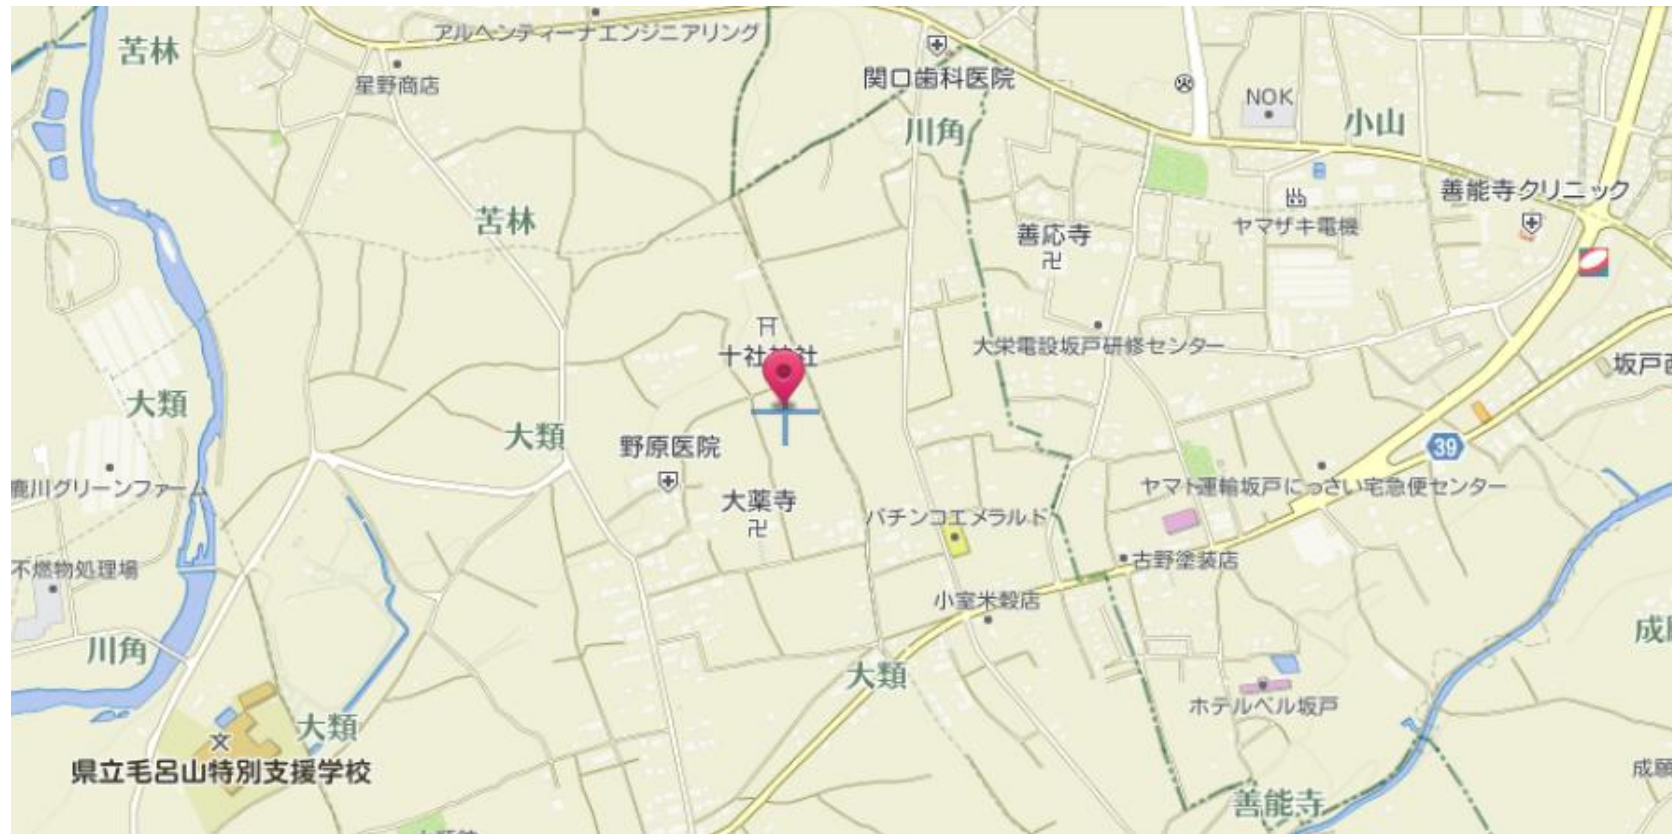 アルヘンティーナエンジニアリング
苦林
星野商店
関口歯科医院
NOK
川角
小山
善能寺クリニック
苦林
善応寺
ヤマザキ電機
十社神社
大栄電設坂戸研修センター
坂戸
大類
大類
野原医院
39
鹿川グリーンファーム
大薬寺
パチンコエメラルド
ヤマト運輸坂戸にっさい宅急便センター
不燃物処理場
古野塗装店
小室米穀店
川角
成
大類
大類
ホテルベル坂戸
県立毛呂山特別支援学校
成願
善能寺